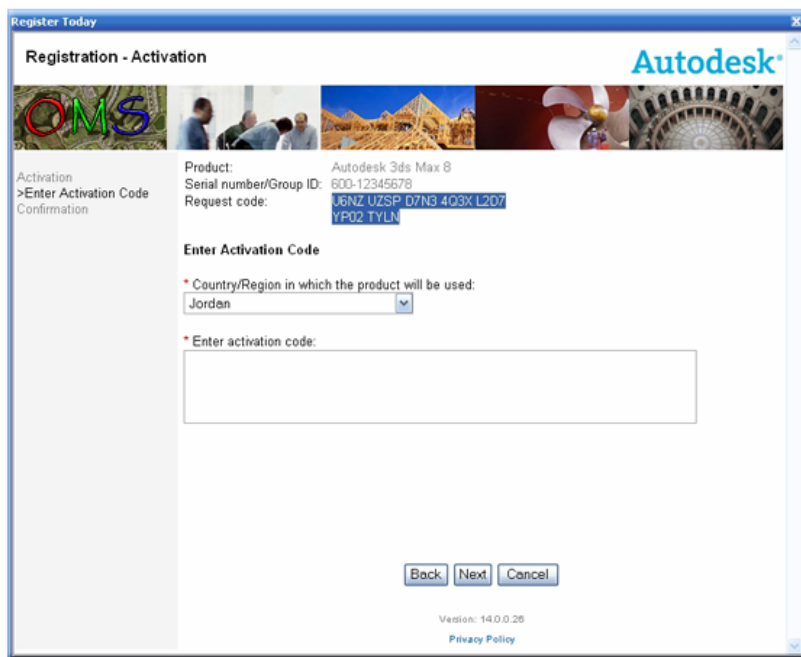 Register Today
Registration - Activation
Autodesk
OMS
Activation
>Enter Activation Code
Confirmation
Product: Autodesk 3ds Max 8
Serial number/Group ID: 600-12345678
Request code: U6NZ UZSP D7N3 4Q3X L2D7
YP02 TYLN
Enter Activation Code
* Country/Region in which the product will be used:
Jordan
* Enter activation code:
Back Next Cancel
Version: 14.0.0.26
Privacy Policy